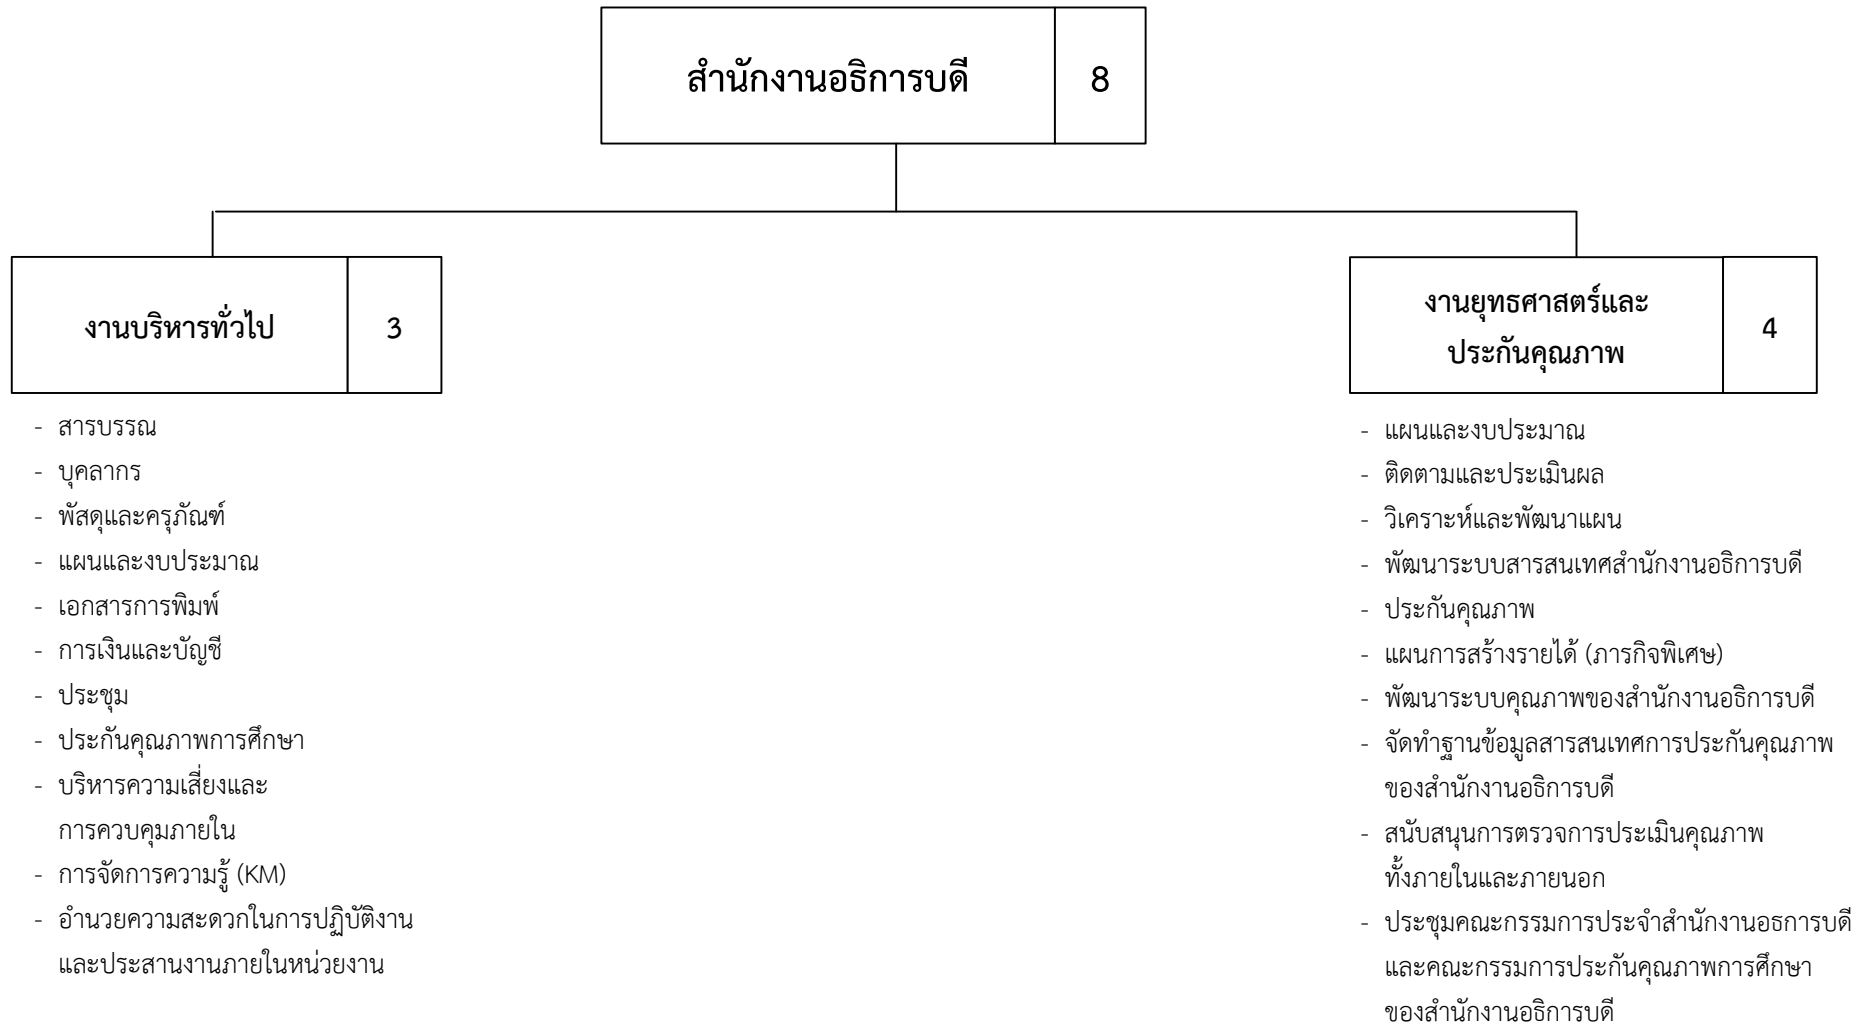 สำนักงานอธิการบดี 8
งานบริหารทั่วไป 3
- สารบรรณ
- บุคลากร
- พัสดุและครุภัณฑ์
- แผนและงบประมาณ
- เอกสารการพิมพ์
- การเงินและบัญชี
- ประชุม
- ประกันคุณภาพการศึกษา
- บริหารความเสี่ยงและ
การควบคุมภายใน
- การจัดการความรู้ (KM)
- อำนวยความสะดวกในการปฏิบัติงาน
และประสานงานภายในหน่วยงาน
งานยุทธศาสตร์และ
ประกันคุณภาพ 4
- แผนและงบประมาณ
- ติดตามและประเมินผล
- วิเคราะห์และพัฒนาแผน
- พัฒนาระบบสารสนเทศสำนักงานอธิการบดี
- ประกันคุณภาพ
- แผนการสร้างรายได้ (ภารกิจพิเศษ)
- พัฒนาระบบคุณภาพของสำนักงานอธิการบดี
- จัดทำฐานข้อมูลสารสนเทศการประกันคุณภาพ
ของสำนักงานอธิการบดี
- สนับสนุนการตรวจการประเมินคุณภาพ
ทั้งภายในและภายนอก
- ประชุมคณะกรรมการประจำสำนักงานอธการบดี
และคณะกรรมการประกันคุณภาพการศึกษา
ของสำนักงานอธิการบดี